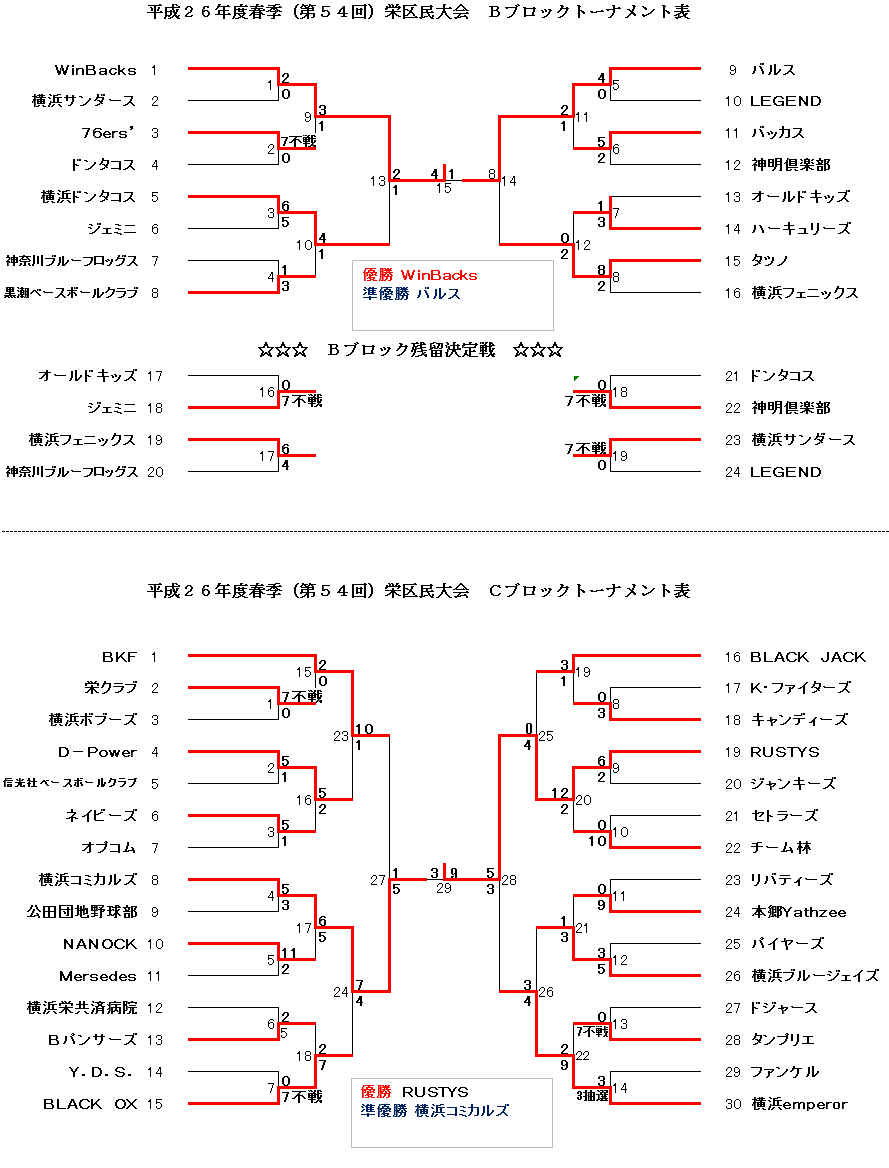 平成２６年度春季（第５４回）栄区民大会　Ｂブロックトーナメント表
WinBacks 1
横浜サンダース 2
76ers’ 3
ドンタコス 4
横浜ドンタコス 5
ジェミニ 6
神奈川ブルーフロッグス 7
黒潮ベースボールクラブ 8
1 2 0
2 7不戦 0
3 6 5
4 1 3
9 3 1
10 4 1
13 2 1
4 1 15
8 14
2 1 11
0 2 12
4 0 5
5 2 6
1 3 7
8 2 8
9 バルス
10 LEGEND
11 バッカス
12 神明倶楽部
13 オールドキッズ
14 ハーキュリーズ
15 タツノ
16 横浜フェニックス
優勝 WinBacks
準優勝 バルス
☆☆☆　Ｂブロック残留決定戦　☆☆☆
オールドキッズ 17
ジェミニ 18
横浜フェニックス 19
神奈川ブルーフロッグス 20
16 0 7不戦
17 6 4
0 7不戦 18
7不戦 0 19
21 ドンタコス
22 神明倶楽部
23 横浜サンダース
24 LEGEND
平成２６年度春季（第５４回）栄区民大会　Ｃブロックトーナメント表
BKF 1
栄クラブ 2
横浜ボブーズ 3
D－Power 4
信光社ベースボールクラブ 5
ネイビーズ 6
オプコム 7
横浜コミカルズ 8
公田団地野球部 9
NANOCK 10
Mersedes 11
横浜栄共済病院 12
Ｂパンサーズ 13
Ｙ．Ｄ．Ｓ． 14
BLACK　OX 15
1 7不戦 0
2 5 1
3 5 1
4 5 3
5 11 2
6 2 5
7 0 7不戦
15 2 0
16 5 2
17 6 5
18 2 7
23 10 1
24 7 4
27 1 5
3 9 29
5 3 28
0 4 25
3 4 26
3 1 19
12 2 20
1 3 21
2 9 22
0 3 8
6 2 9
0 10 10
0 9 11
3 5 12
0 7不戦 13
3 3抽選 14
16 BLACK　JACK
17 K・ファイターズ
18 キャンディーズ
19 RUSTYS
20 ジャンキーズ
21 セトラーズ
22 チーム林
23 リバティーズ
24 本郷Yathzee
25 バイヤーズ
26 横浜ブルージェイズ
27 ドジャース
28 タンプリエ
29 ファンケル
30 横浜emperor
優勝　RUSTYS
準優勝 横浜コミカルズ